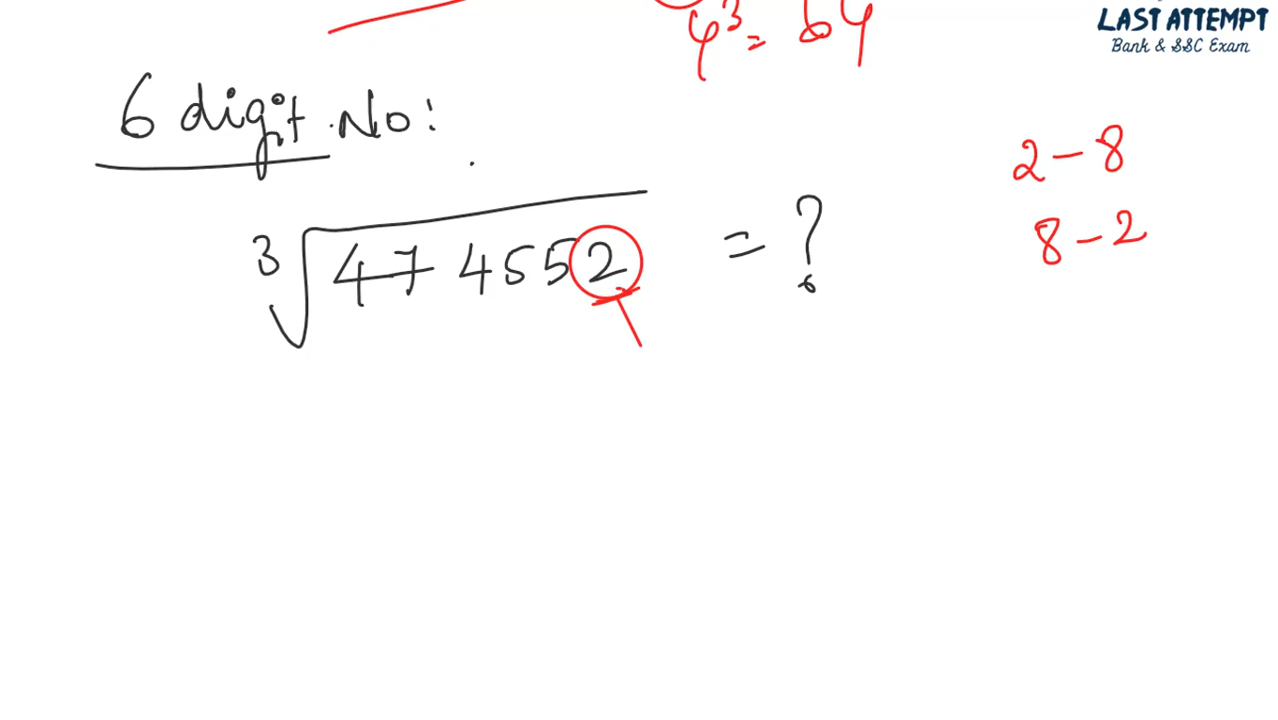 4³ = 64
LAST ATTEMPT
Bank & SSC Exam
6 digit No:
2 - 8
8 - 2
∛474552 = ?